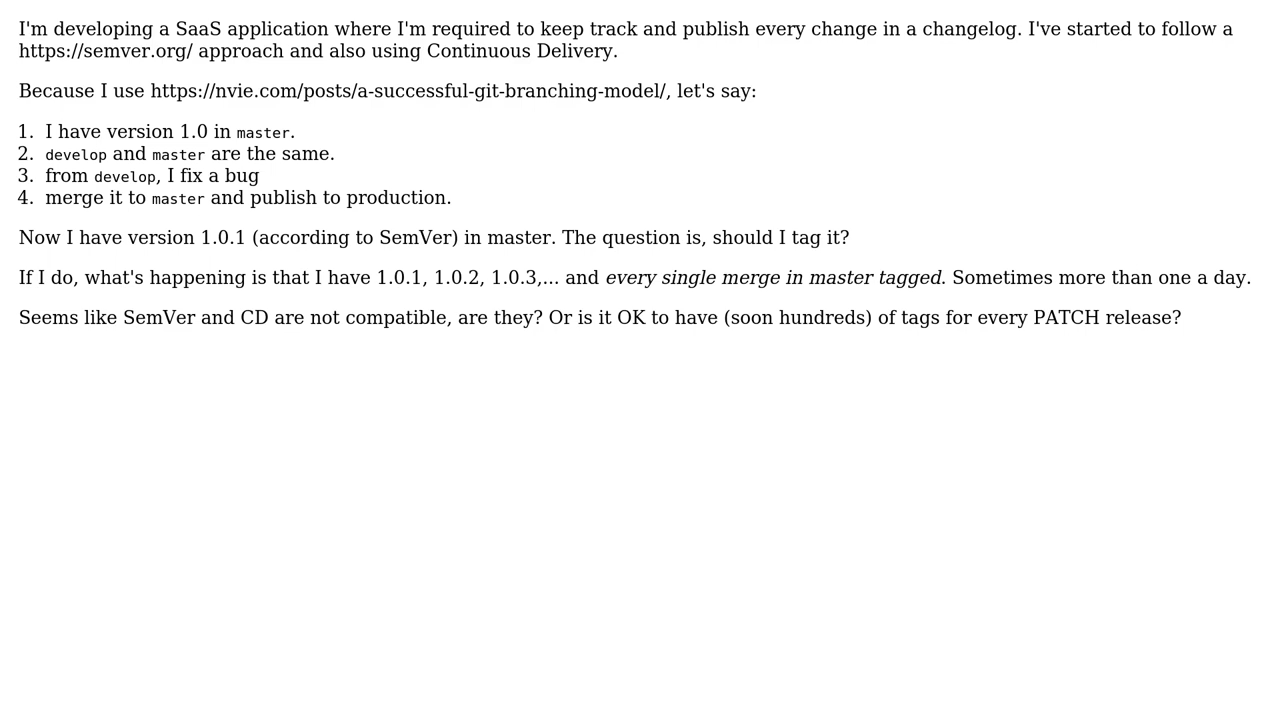 I'm developing a SaaS application where I'm required to keep track and publish every change in a changelog. I've started to follow a
https://semver.org/ approach and also using Continuous Delivery.
Because I use https://nvie.com/posts/a-successful-git-branching-model/, let's say:
1. I have version 1.0 in master.
2. develop and master are the same.
3. from develop, I fix a bug
4. merge it to master and publish to production.
Now I have version 1.0.1 (according to SemVer) in master. The question is, should I tag it?
If I do, what's happening is that I have 1.0.1, 1.0.2, 1.0.3,... and every single merge in master tagged. Sometimes more than one a day.
Seems like SemVer and CD are not compatible, are they? Or is it OK to have (soon hundreds) of tags for every PATCH release?